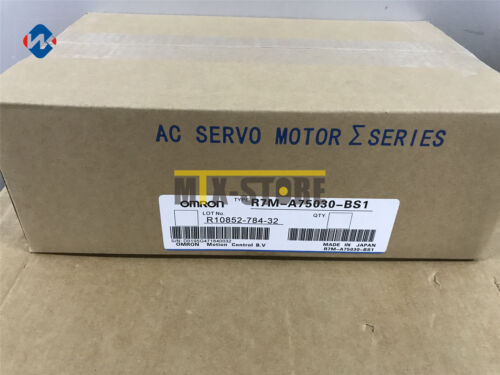 AC SERVO MOTOR Σ SERIES
MTX-STORE
OMRON TYPE R7M-A75030-BS1
LOT No. QTY
R10852-784-32
S/N:
OMRON Motion Control B.V MADE IN JAPAN
R7M-A75030-BS1